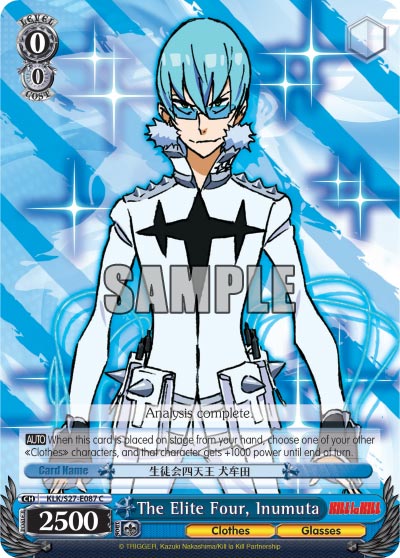 LEVEL
0
0
COST
SAMPLE
Analysis complete.
AUTO When this card is placed on stage from your hand, choose one of your other
«Clothes» characters, and that character gets +1000 power until end of turn.
Card Name 生徒会四天王 犬牟田
CH KLK/S27-E087 C
The Elite Four, Inumuta KILL la KILL
2500 Clothes Glasses
© TRIGGER, Kazuki Nakashima/Kill la Kill Partnership